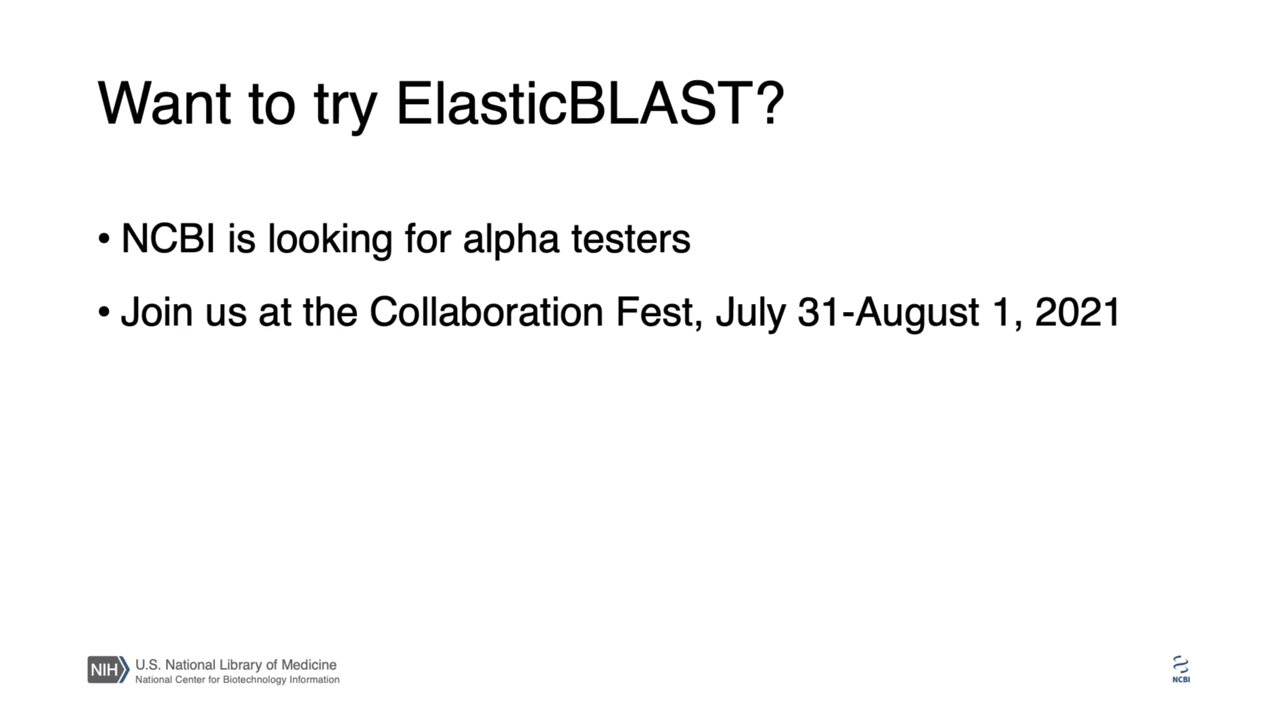 Want to try ElasticBLAST?
• NCBI is looking for alpha testers
• Join us at the Collaboration Fest, July 31-August 1, 2021
NIH U.S. National Library of Medicine
National Center for Biotechnology Information
NCBI